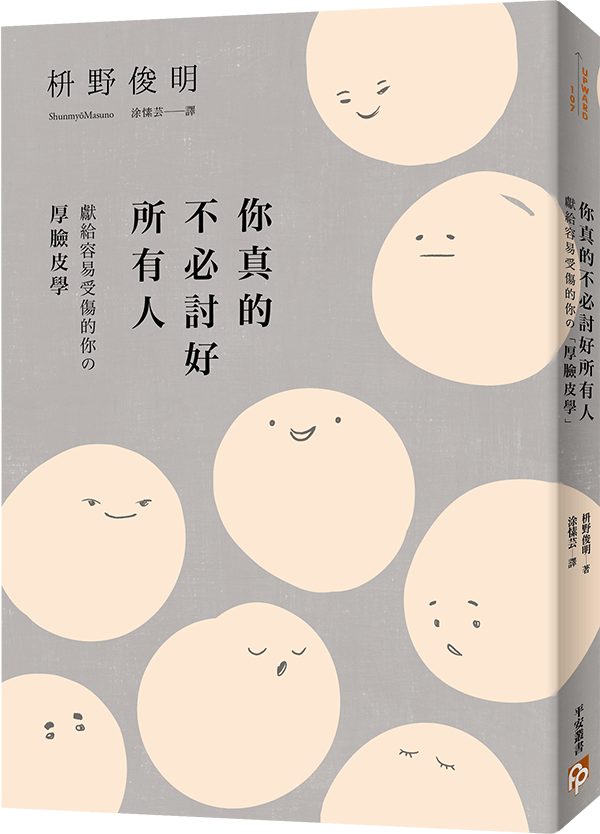 枡野俊明
ShunmyōMasuno 涂愫芸──譯
你真的
不必討好
所有人
獻給容易受傷的你の
厚臉皮學
UPWARD
107
你真的不必討好所有人
獻給容易受傷的你の「厚臉皮學」
枡野俊明─著
涂愫芸─譯
平安叢書